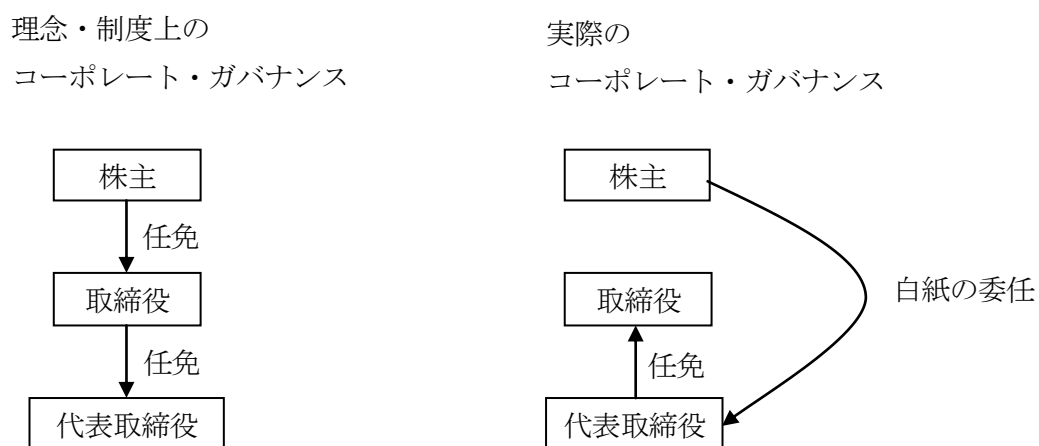 理念・制度上の
コーポレート・ガバナンス
株主
任免
取締役
任免
代表取締役
実際の
コーポレート・ガバナンス
株主
取締役
白紙の委任
任免
代表取締役